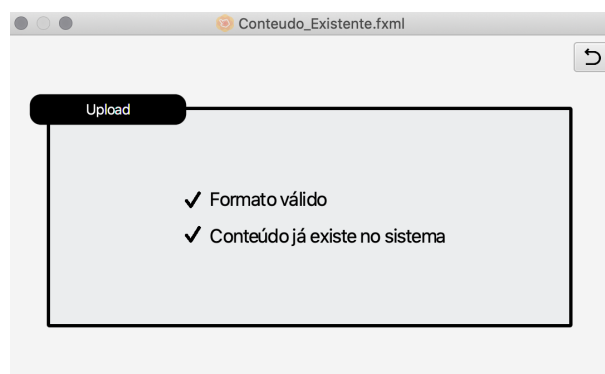 Conteudo_Existente.fxml
Upload
Formato válido
Conteúdo já existe no sistema